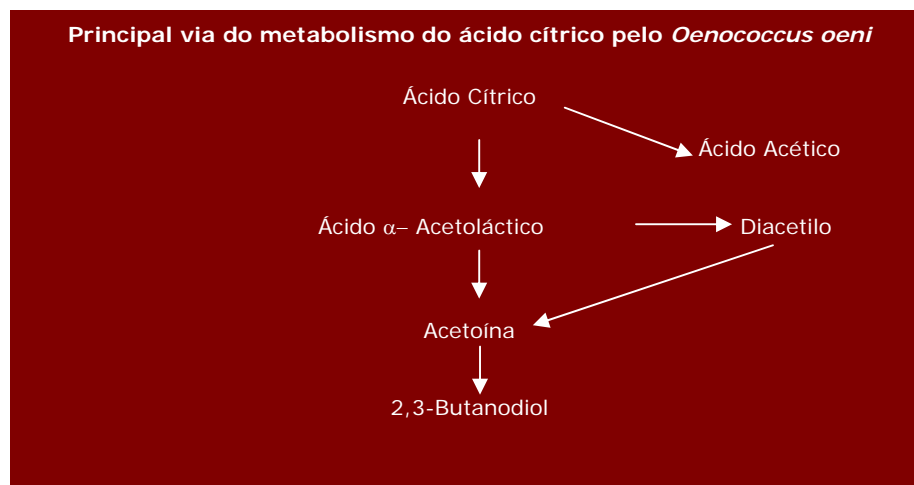 Principal via do metabolismo do ácido cítrico pelo Oenococcus oeni
Ácido Cítrico
Ácido Acético
Ácido α– Acetoláctico
Diacetilo
Acetoína
2,3-Butanodiol